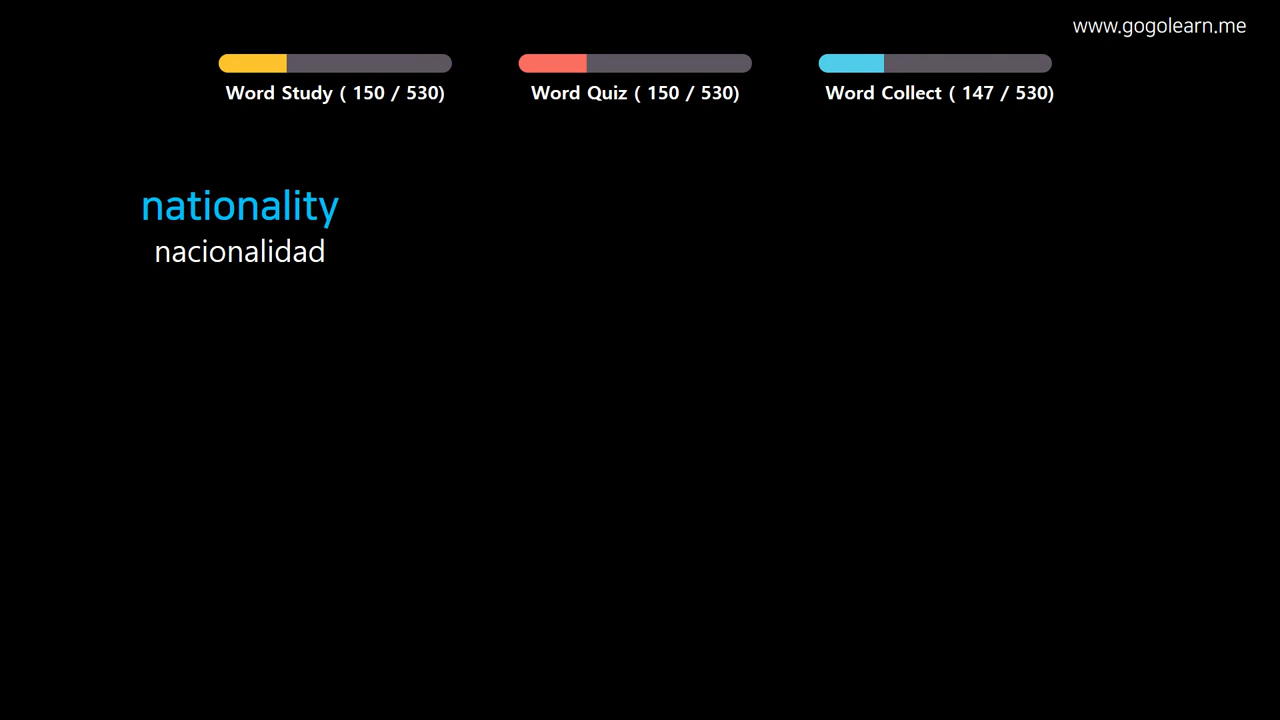 www.gogolearn.me
Word Study ( 150 / 530)
Word Quiz ( 150 / 530)
Word Collect ( 147 / 530)
nationality
nacionalidad